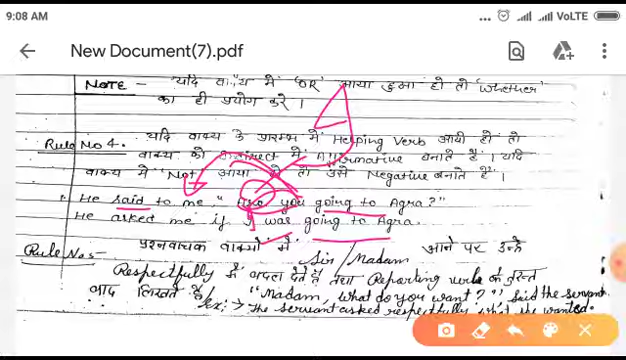 9:08 AM ... VoLTE
New Document(7).pdf
NOTE - यदि वाक्य में 'OR' आया हुआ हो तो 'whether'
का ही प्रयोग करे ।
Rule No 4. यदि वाक्य के प्रारम्भ में Helping Verb आयी हो तो
वाक्य को Indirect में Affirmative बनाते हैं । यदि
वाक्य में "Not" आया हो तो उसे Negative बनाते हैं ।
He said to me "Are you going to Agra?"
He asked me if I was going to Agra.
Rule No 5- प्रश्नवाचक वाक्यों में Sir/Madam आने पर उन्हें
Respectfully में बदल देते हैं तथा Reporting verb के तुरन्त
बाद लिखते हैं
"Madam, what do you want?", said the servant.
ex:→ The servant asked respectfully what she wanted.